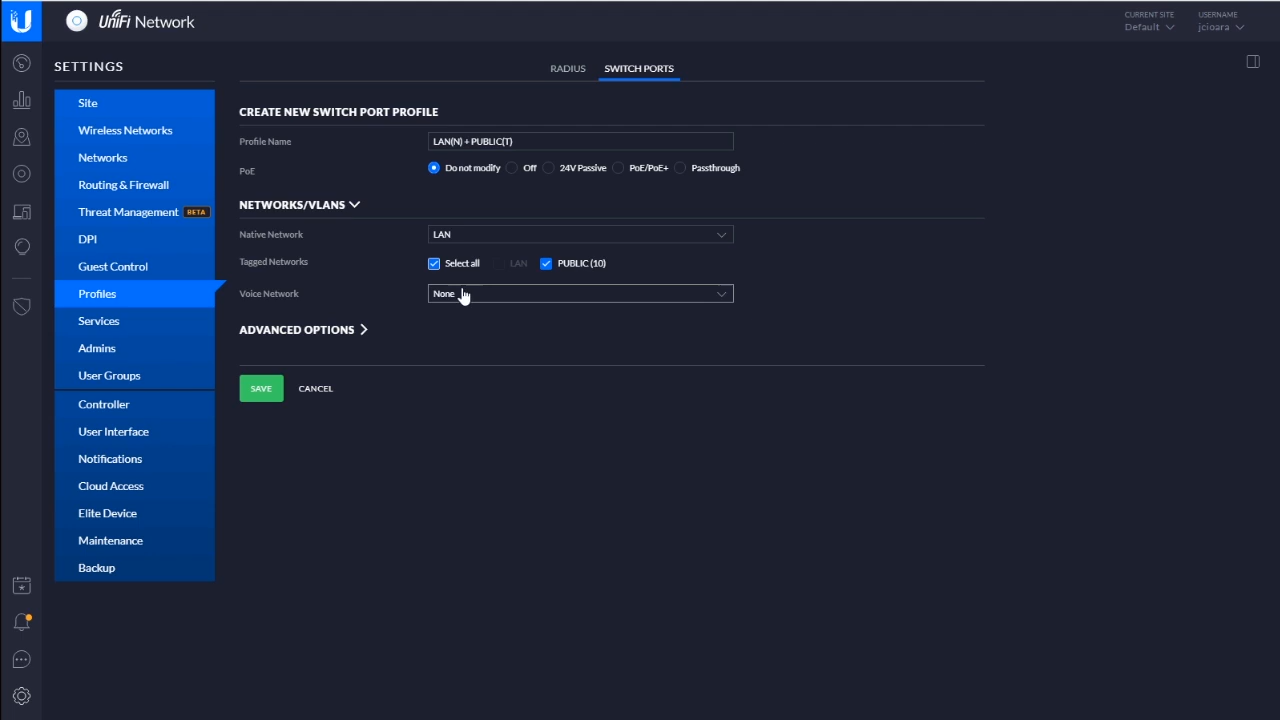 UniFi Network
CURRENT SITE
Default
USERNAME
jcioara
SETTINGS
Site
Wireless Networks
Networks
Routing & Firewall
Threat Management BETA
DPI
Guest Control
Profiles
Services
Admins
User Groups
Controller
User Interface
Notifications
Cloud Access
Elite Device
Maintenance
Backup
RADIUS SWITCH PORTS
CREATE NEW SWITCH PORT PROFILE
Profile Name LAN(N) + PUBLIC(T)
PoE Do not modify Off 24V Passive PoE/PoE+ Passthrough
NETWORKS/VLANS
Native Network LAN
Tagged Networks Select all LAN PUBLIC (10)
Voice Network None
ADVANCED OPTIONS
SAVE CANCEL